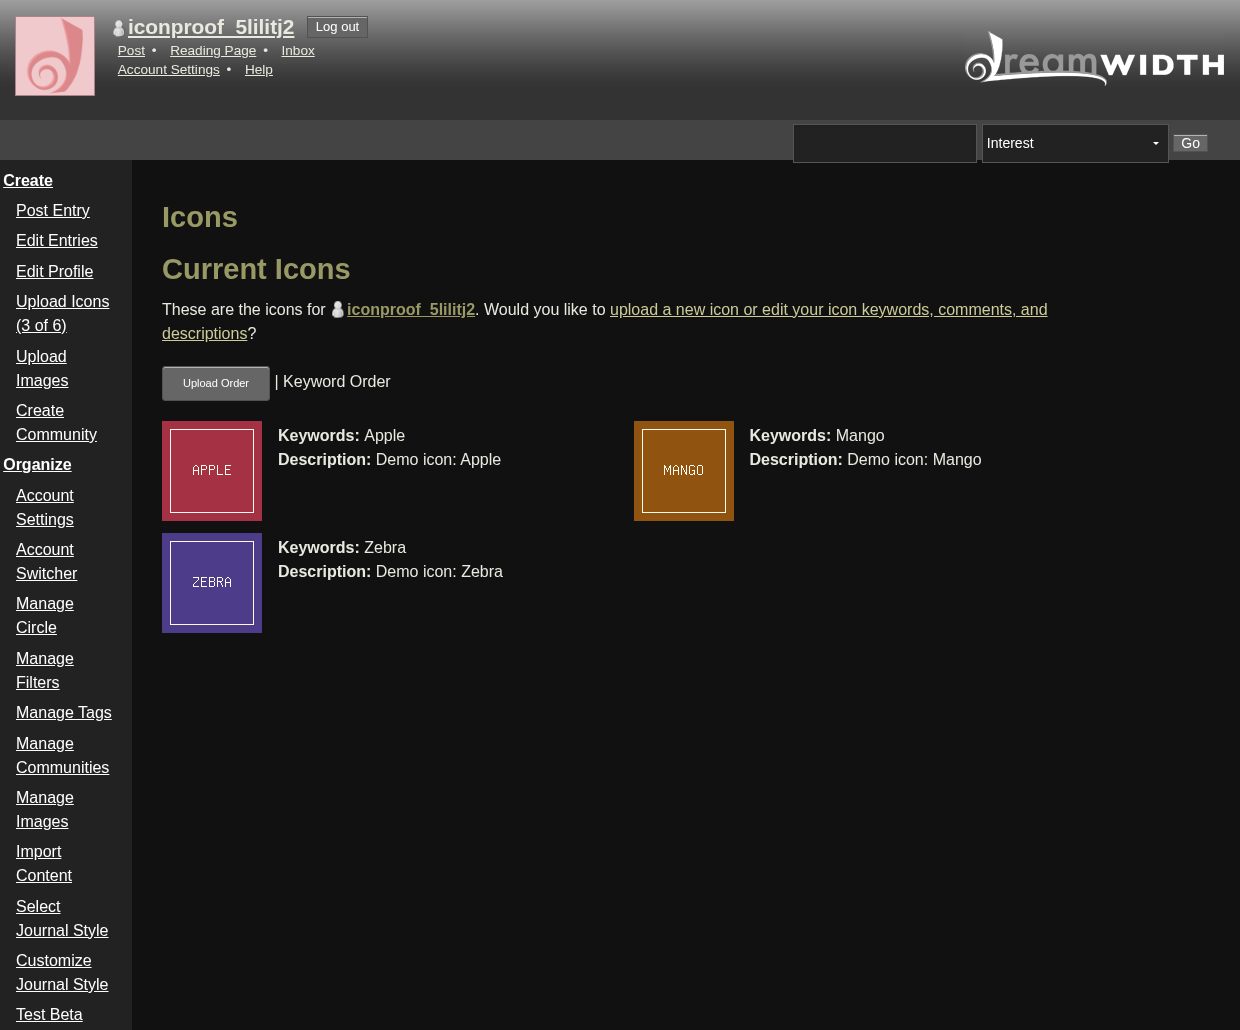 iconproof_5lilitj2 Log out
Post • Reading Page • Inbox
Account Settings • Help
dreamwidth
Interest Go
Create
Post Entry
Edit Entries
Edit Profile
Upload Icons
(3 of 6)
Upload
Images
Create
Community
Organize
Account
Settings
Account
Switcher
Manage
Circle
Manage
Filters
Manage Tags
Manage
Communities
Manage
Images
Import
Content
Select
Journal Style
Customize
Journal Style
Test Beta
Icons
Current Icons
These are the icons for iconproof_5lilitj2. Would you like to upload a new icon or edit your icon keywords, comments, and
descriptions?
Upload Order | Keyword Order
APPLE
Keywords: Apple
Description: Demo icon: Apple
MANGO
Keywords: Mango
Description: Demo icon: Mango
ZEBRA
Keywords: Zebra
Description: Demo icon: Zebra